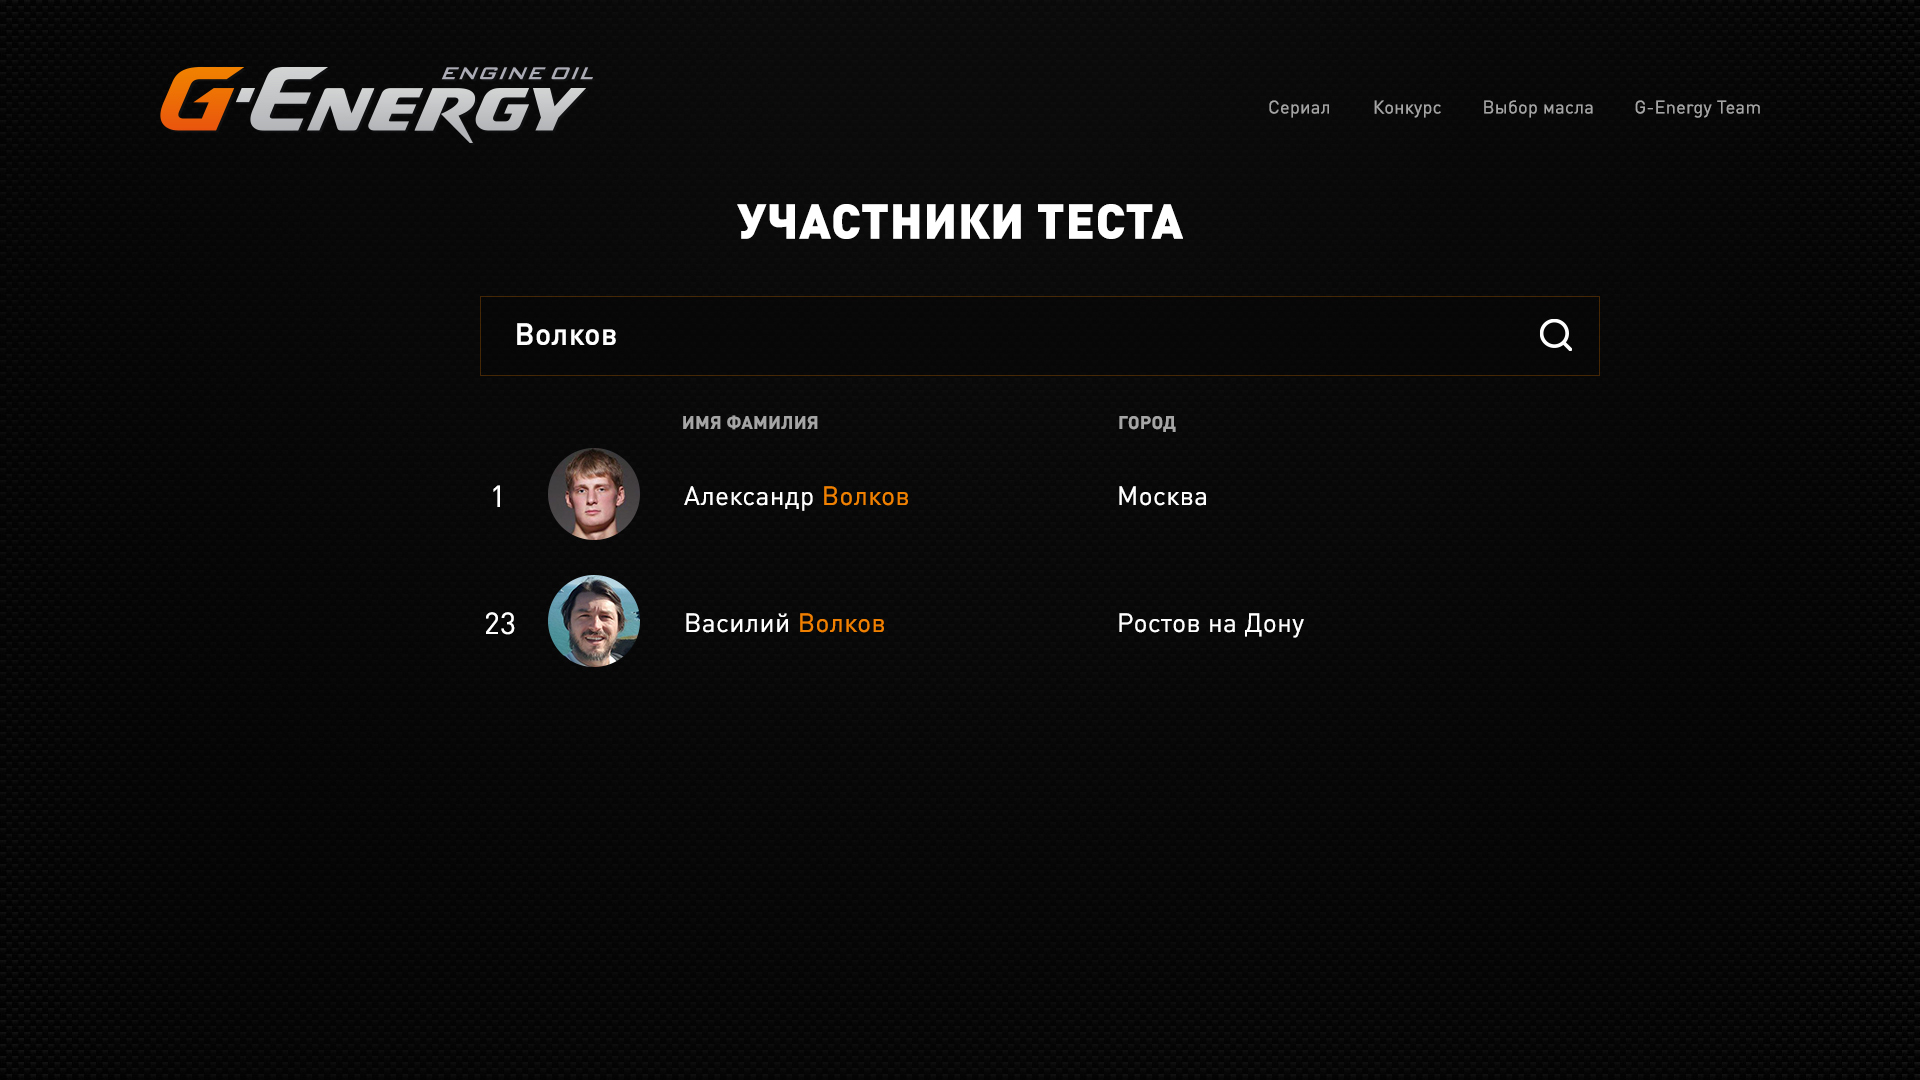 G-ENERGY ENGINE OIL
Сериал Конкурс Выбор масла G-Energy Team
УЧАСТНИКИ ТЕСТА
Волков
ИМЯ ФАМИЛИЯ ГОРОД
1 Александр Волков Москва
23 Василий Волков Ростов на Дону